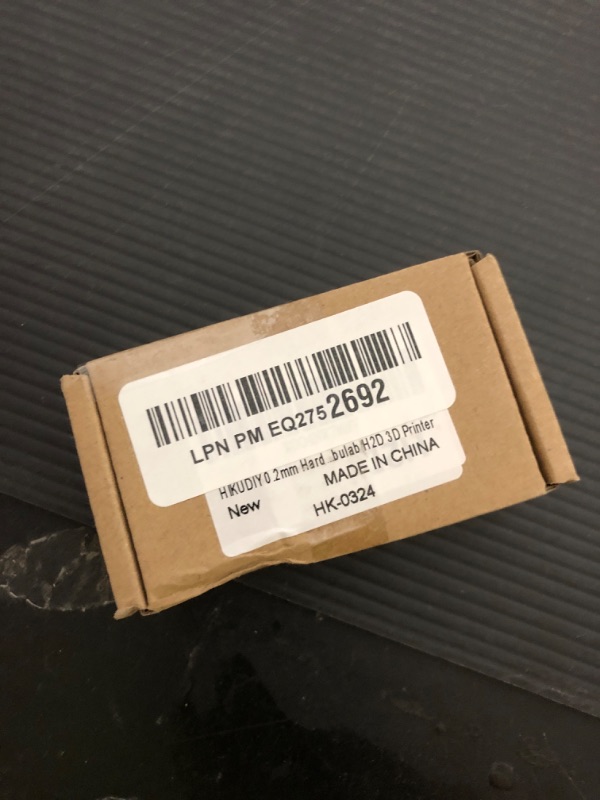 LPN PM EQ2752692
HIKUDIY 0.2mm Hard...bulab H2D 3D Printer
New
MADE IN CHINA
HK-0324